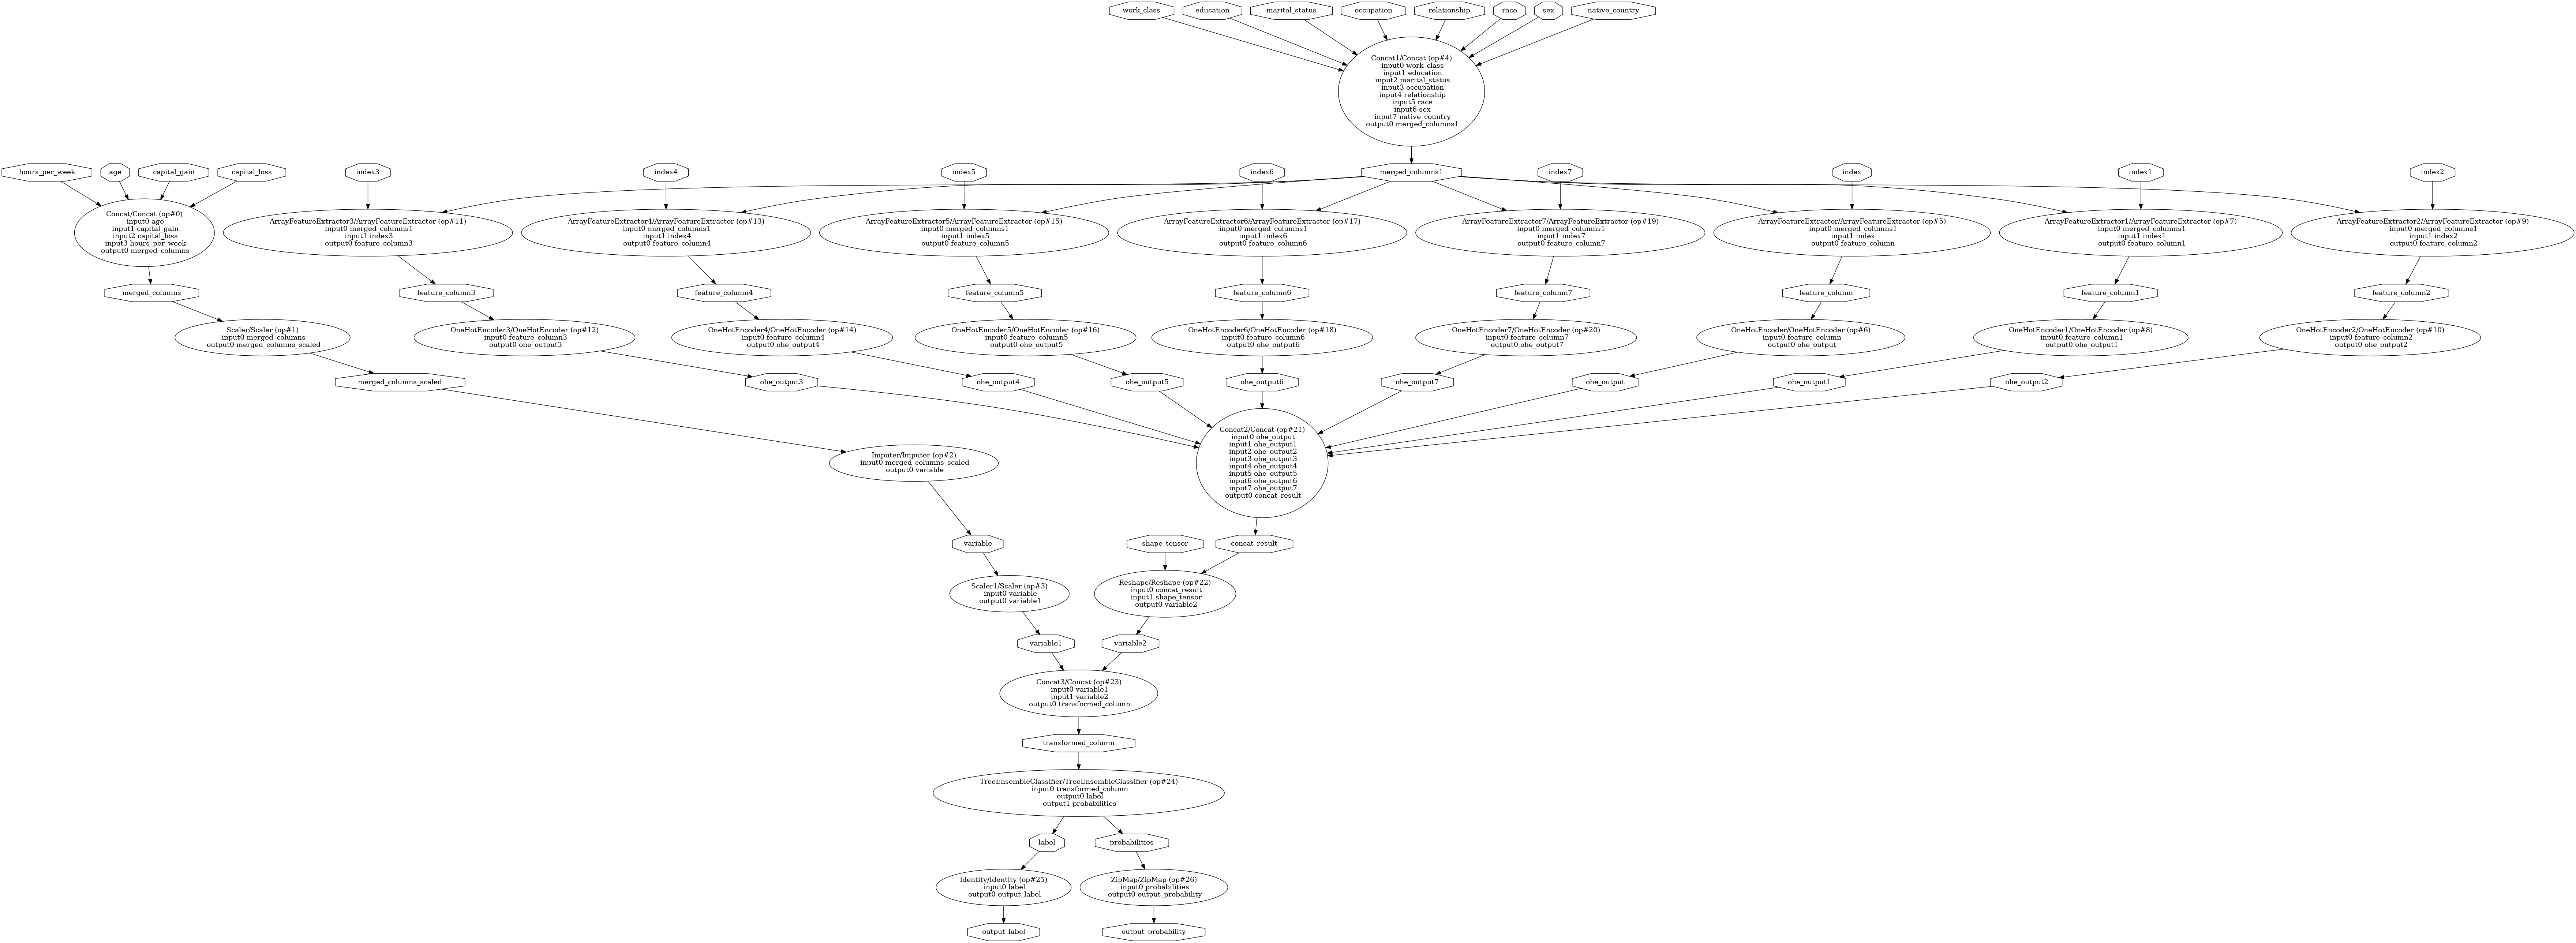 work_class
education
marital_status
occupation
relationship
race
sex
native_country
Concat1/Concat (op#4)
input0 work_class
input1 education
input2 marital_status
input3 occupation
input4 relationship
input5 race
input6 sex
input7 native_country
output0 merged_columns1
hours_per_week
age
capital_gain
capital_loss
index3
index4
index5
index6
merged_columns1
index7
index
index1
index2
Concat/Concat (op#0)
input0 age
input1 capital_gain
input2 capital_loss
input3 hours_per_week
output0 merged_columns
ArrayFeatureExtractor3/ArrayFeatureExtractor (op#11)
input0 merged_columns1
input1 index3
output0 feature_column3
ArrayFeatureExtractor4/ArrayFeatureExtractor (op#13)
input0 merged_columns1
input1 index4
output0 feature_column4
ArrayFeatureExtractor5/ArrayFeatureExtractor (op#15)
input0 merged_columns1
input1 index5
output0 feature_column5
ArrayFeatureExtractor6/ArrayFeatureExtractor (op#17)
input0 merged_columns1
input1 index6
output0 feature_column6
ArrayFeatureExtractor7/ArrayFeatureExtractor (op#19)
input0 merged_columns1
input1 index7
output0 feature_column7
ArrayFeatureExtractor/ArrayFeatureExtractor (op#5)
input0 merged_columns1
input1 index
output0 feature_column
ArrayFeatureExtractor1/ArrayFeatureExtractor (op#7)
input0 merged_columns1
input1 index1
output0 feature_column1
ArrayFeatureExtractor2/ArrayFeatureExtractor (op#9)
input0 merged_columns1
input1 index2
output0 feature_column2
merged_columns
feature_column3
feature_column4
feature_column5
feature_column6
feature_column7
feature_column
feature_column1
feature_column2
Scaler/Scaler (op#1)
input0 merged_columns
output0 merged_columns_scaled
OneHotEncoder3/OneHotEncoder (op#12)
input0 feature_column3
output0 ohe_output3
OneHotEncoder4/OneHotEncoder (op#14)
input0 feature_column4
output0 ohe_output4
OneHotEncoder5/OneHotEncoder (op#16)
input0 feature_column5
output0 ohe_output5
OneHotEncoder6/OneHotEncoder (op#18)
input0 feature_column6
output0 ohe_output6
OneHotEncoder7/OneHotEncoder (op#20)
input0 feature_column7
output0 ohe_output7
OneHotEncoder/OneHotEncoder (op#6)
input0 feature_column
output0 ohe_output
OneHotEncoder1/OneHotEncoder (op#8)
input0 feature_column1
output0 ohe_output1
OneHotEncoder2/OneHotEncoder (op#10)
input0 feature_column2
output0 ohe_output2
merged_columns_scaled
ohe_output3
ohe_output4
ohe_output5
ohe_output6
ohe_output7
ohe_output
ohe_output1
ohe_output2
Imputer/Imputer (op#2)
input0 merged_columns_scaled
output0 variable
Concat2/Concat (op#21)
input0 ohe_output
input1 ohe_output1
input2 ohe_output2
input3 ohe_output3
input4 ohe_output4
input5 ohe_output5
input6 ohe_output6
input7 ohe_output7
output0 concat_result
variable
shape_tensor
concat_result
Scaler1/Scaler (op#3)
input0 variable
output0 variable1
Reshape/Reshape (op#22)
input0 concat_result
input1 shape_tensor
output0 variable2
variable1
variable2
Concat3/Concat (op#23)
input0 variable1
input1 variable2
output0 transformed_column
transformed_column
TreeEnsembleClassifier/TreeEnsembleClassifier (op#24)
input0 transformed_column
output0 label
output1 probabilities
label
probabilities
Identity/Identity (op#25)
input0 label
output0 output_label
ZipMap/ZipMap (op#26)
input0 probabilities
output0 output_probability
output_label
output_probability